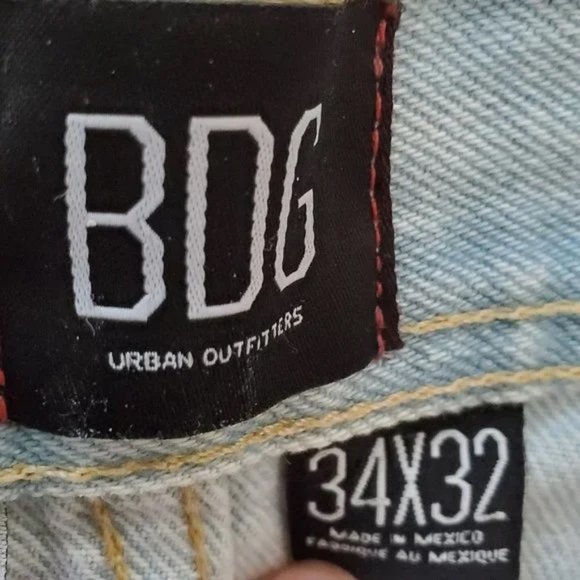 BDG
URBAN OUTFITTERS
34X32
MADE IN MEXICO
FABRIQUE AU MEXIQUE